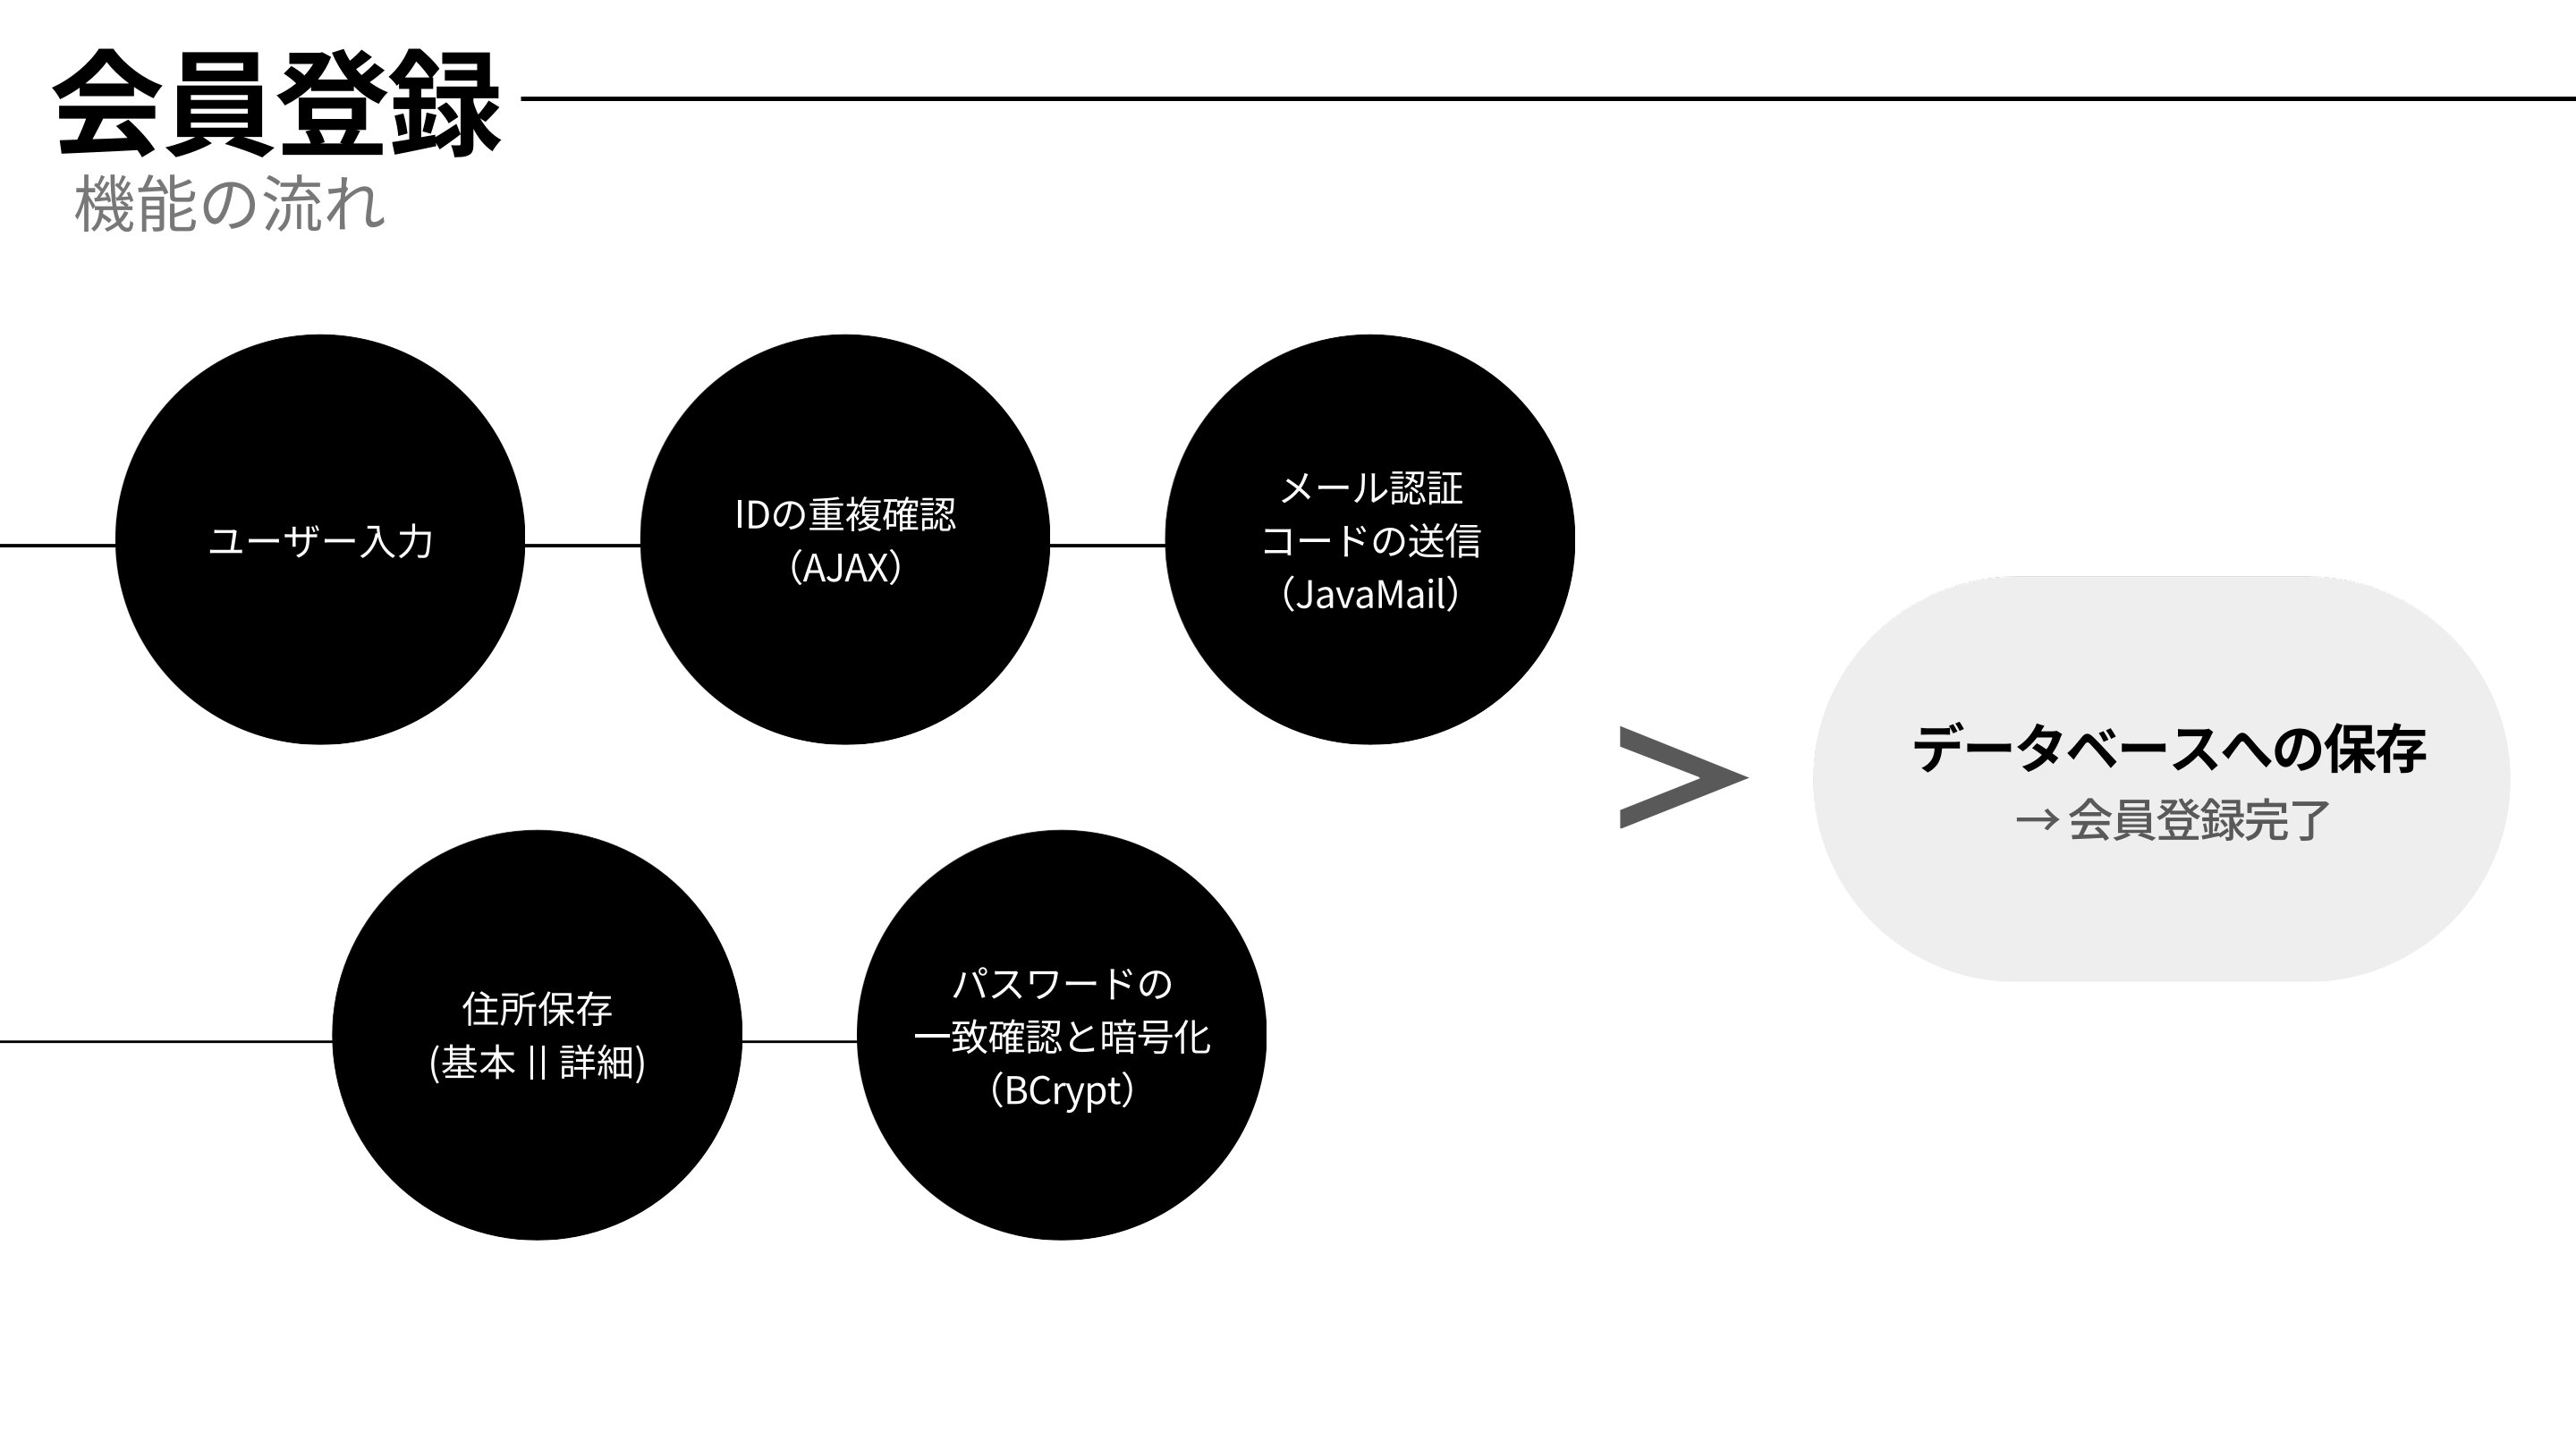 会員登録
機能の流れ
ユーザー入力
IDの重複確認
（AJAX）
メール認証
コードの送信
（JavaMail）
住所保存
(基本 || 詳細)
パスワードの
一致確認と暗号化
（BCrypt）
>
データベースへの保存
→ 会員登録完了